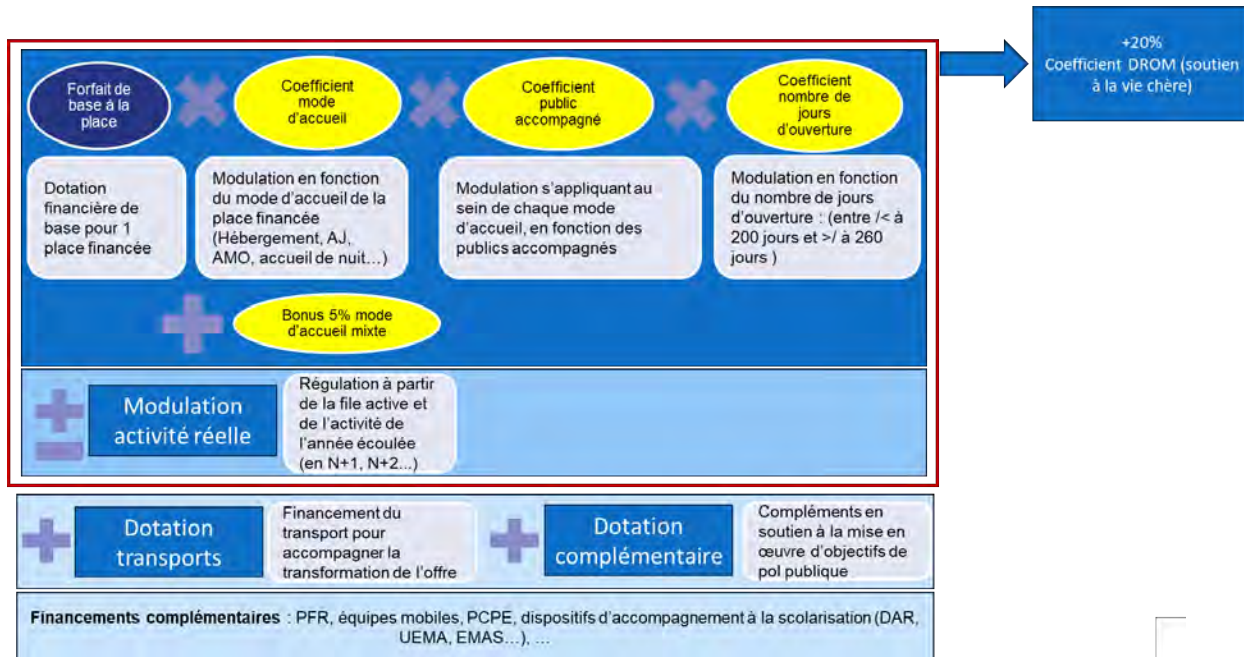 +20%
Coefficient DROM (soutien
à la vie chère)
Forfait de
base à la
place
Coefficient
mode
d'accueil
Coefficient
public
accompagné
Coefficient
nombre de
jours
d'ouverture
Dotation
financière de
base pour 1
place financée
Modulation en fonction
du mode d'accueil de la
place financée
(Hébergement, AJ,
AMO, accueil de nuit…)
Modulation s'appliquant au
sein de chaque mode
d'accueil, en fonction des
publics accompagnés
Modulation en fonction
du nombre de jours
d'ouverture : (entre /< à
200 jours et >/ à 260
jours )
Bonus 5% mode
d'accueil mixte
Modulation
activité réelle
Régulation à partir
de la file active et
de l'activité de
l'année écoulée
(en N+1, N+2...)
Dotation
transports
Financement du
transport pour
accompagner la
transformation de l'offre
Dotation
complémentaire
Compléments en
soutien à la mise en
œuvre d'objectifs de
pol publique
Financements complémentaires : PFR, équipes mobiles, PCPE, dispositifs d'accompagnement à la scolarisation (DAR,
UEMA, EMAS…), …